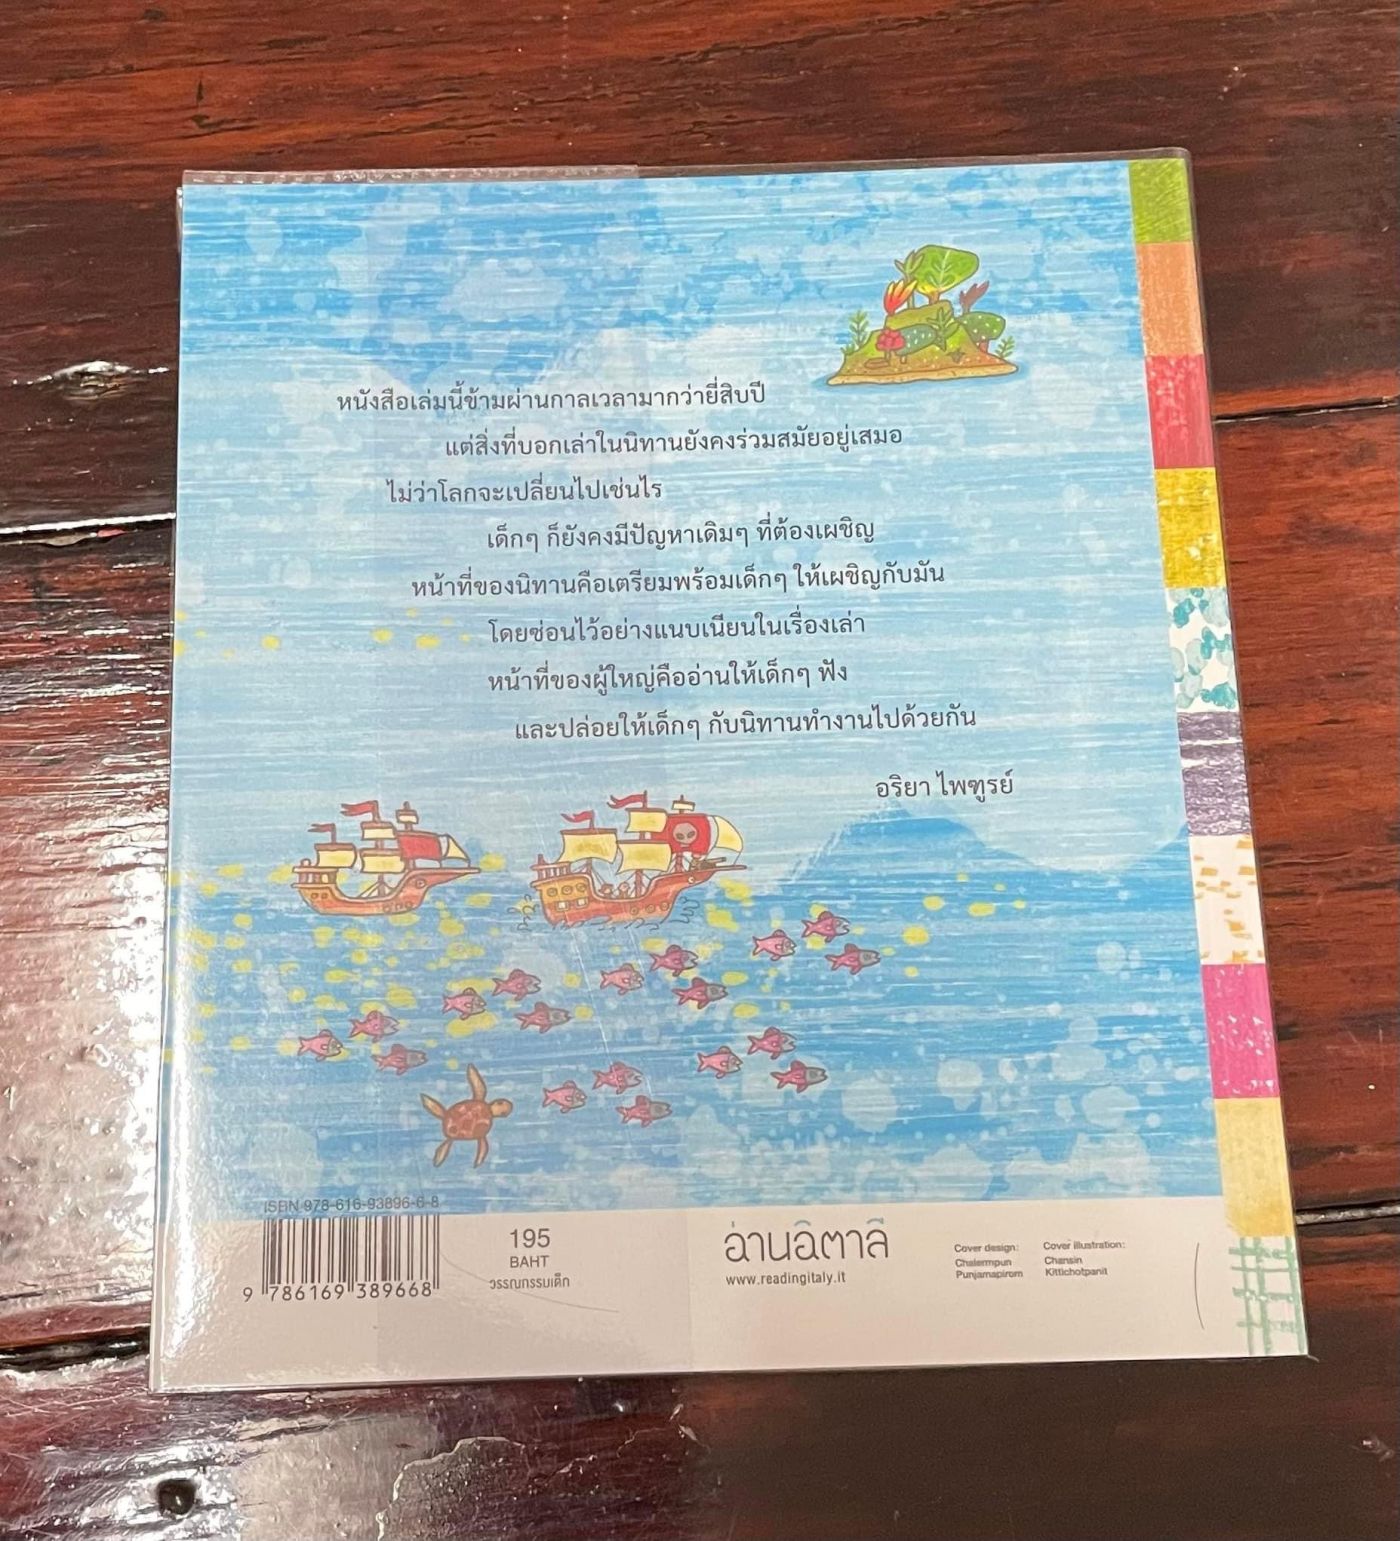 หนังสือเล่มนี้ข้ามผ่านกาลเวลามากว่ายี่สิบปี
แต่สิ่งที่บอกเล่าในนิทานยังคงร่วมสมัยอยู่เสมอ
ไม่ว่าโลกจะเปลี่ยนไปเช่นไร
เด็กๆ ก็ยังคงมีปัญหาเดิมๆ ที่ต้องเผชิญ
หน้าที่ของนิทานคือเตรียมพร้อมเด็กๆ ให้เผชิญกับมัน
โดยซ่อนไว้อย่างแนบเนียนในเรื่องเล่า
หน้าที่ของผู้ใหญ่คืออ่านให้เด็กๆ ฟัง
และปล่อยให้เด็กๆ กับนิทานทำงานไปด้วยกัน
อริยา ไพฑูรย์
ISBN 978-616-93896-6-8
9 786169 389668
195
BAHT
วรรณกรรมเด็ก
อ่านอิตาลี
www.readingitaly.it
Cover design:
Chalermpun
Punjamapirom
Cover illustration:
Chansin
Kittichotpanit